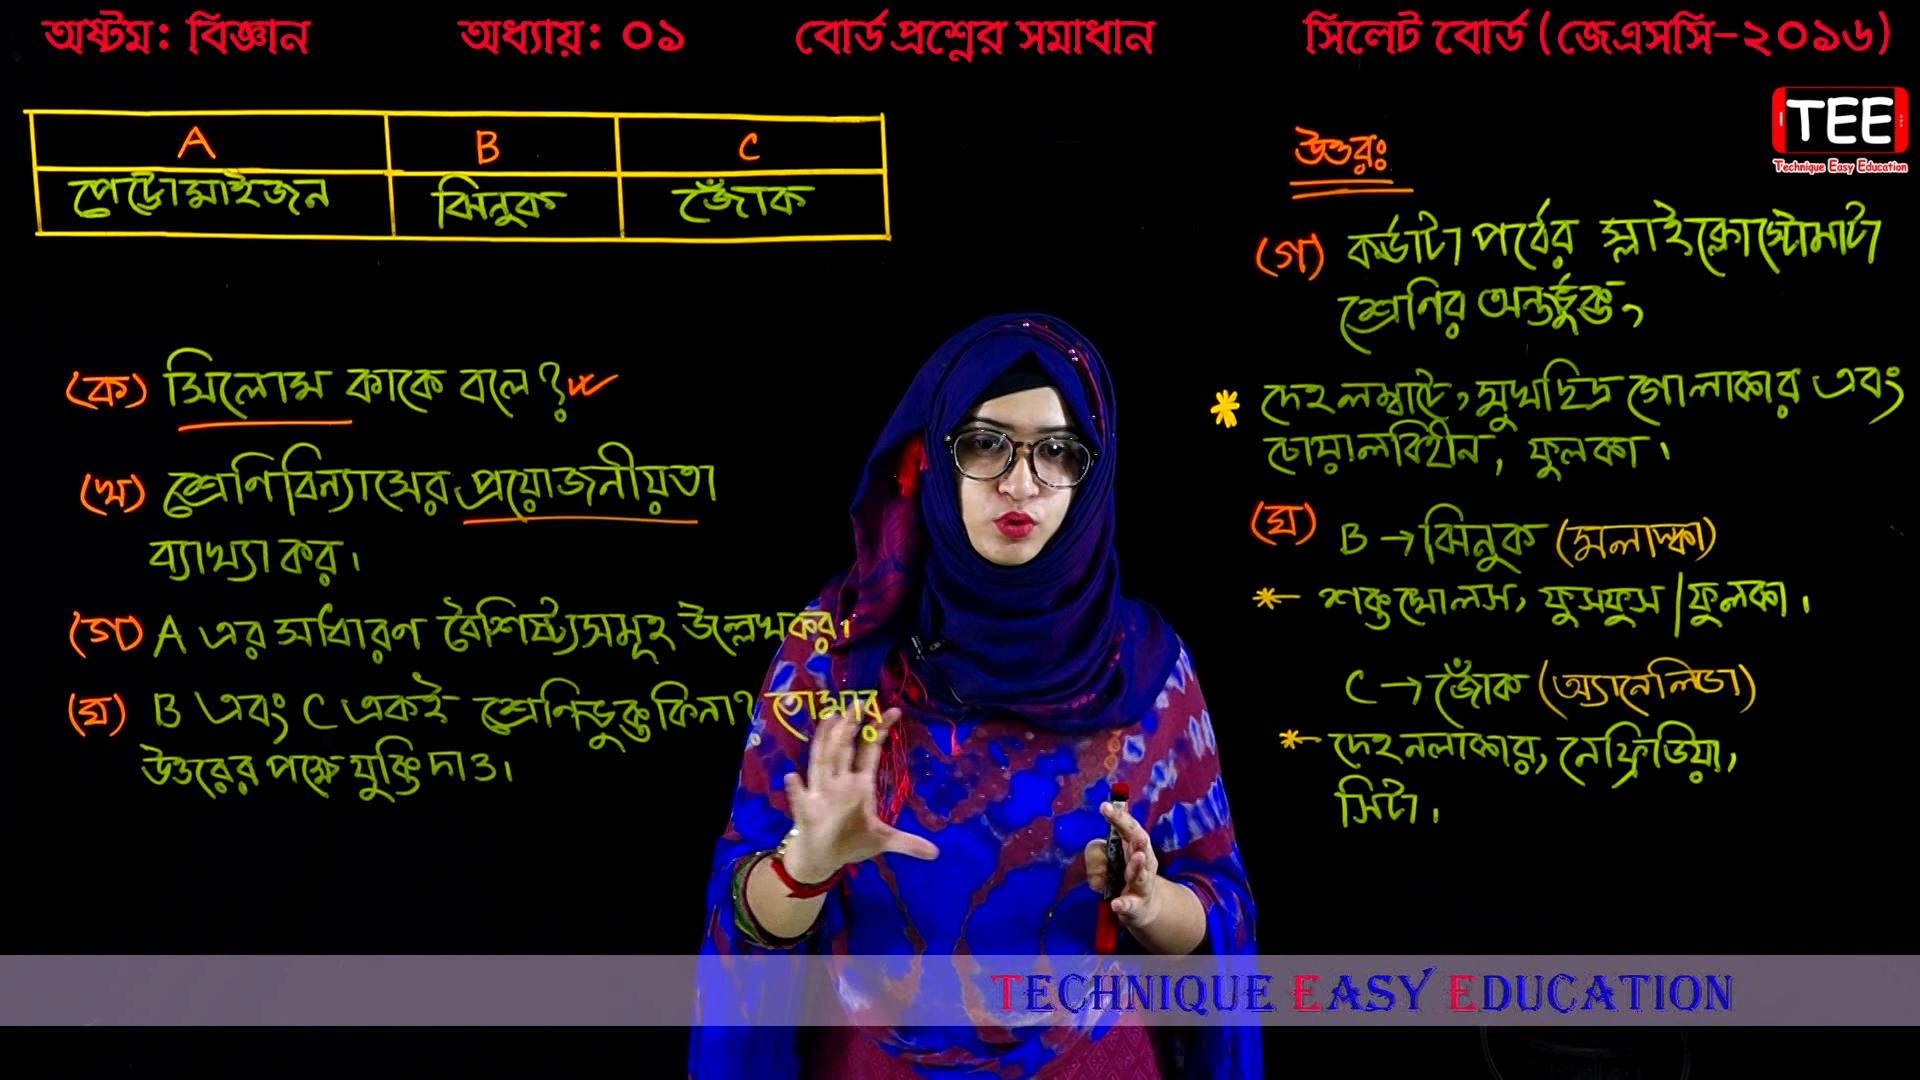 অষ্টম: বিজ্ঞান
অধ্যায়: ০১
বোর্ড প্রশ্নের সমাধান
সিলেট বোর্ড (জেএসসি-২০১৬)
TEE
Technique Easy Education
A B C
পেট্রোমাইজন ঝিনুক জোঁক
(ক) সিলোম কাকে বলে?
(খ) শ্রেণিবিন্যাসের প্রয়োজনীয়তা
ব্যাখ্যা কর।
(গ) A এর সাধারণ বৈশিষ্ট্যসমূহ উল্লেখ কর।
(ঘ) B এবং C একই শ্রেণিভুক্ত কিনা? তোমার
উত্তরের পক্ষে যুক্তি দাও।
উত্তরঃ
(গ) কর্ডাটা পর্বের সাইক্লোস্টোমাটা
শ্রেণির অন্তর্ভুক্ত,
* দেহ লম্বাটে, মুখছিদ্র গোলাকার এবং
চোয়ালবিহীন, ফুলকা।
(ঘ) B → ঝিনুক (মলাস্কা)
* শক্ত খোলস, ফুসফুস/ফুলকা।
C → জোঁক (অ্যানেলিডা)
* দেহ নলাকার, নেফ্রিডিয়া,
সিটা।
TECHNIQUE EASY EDUCATION